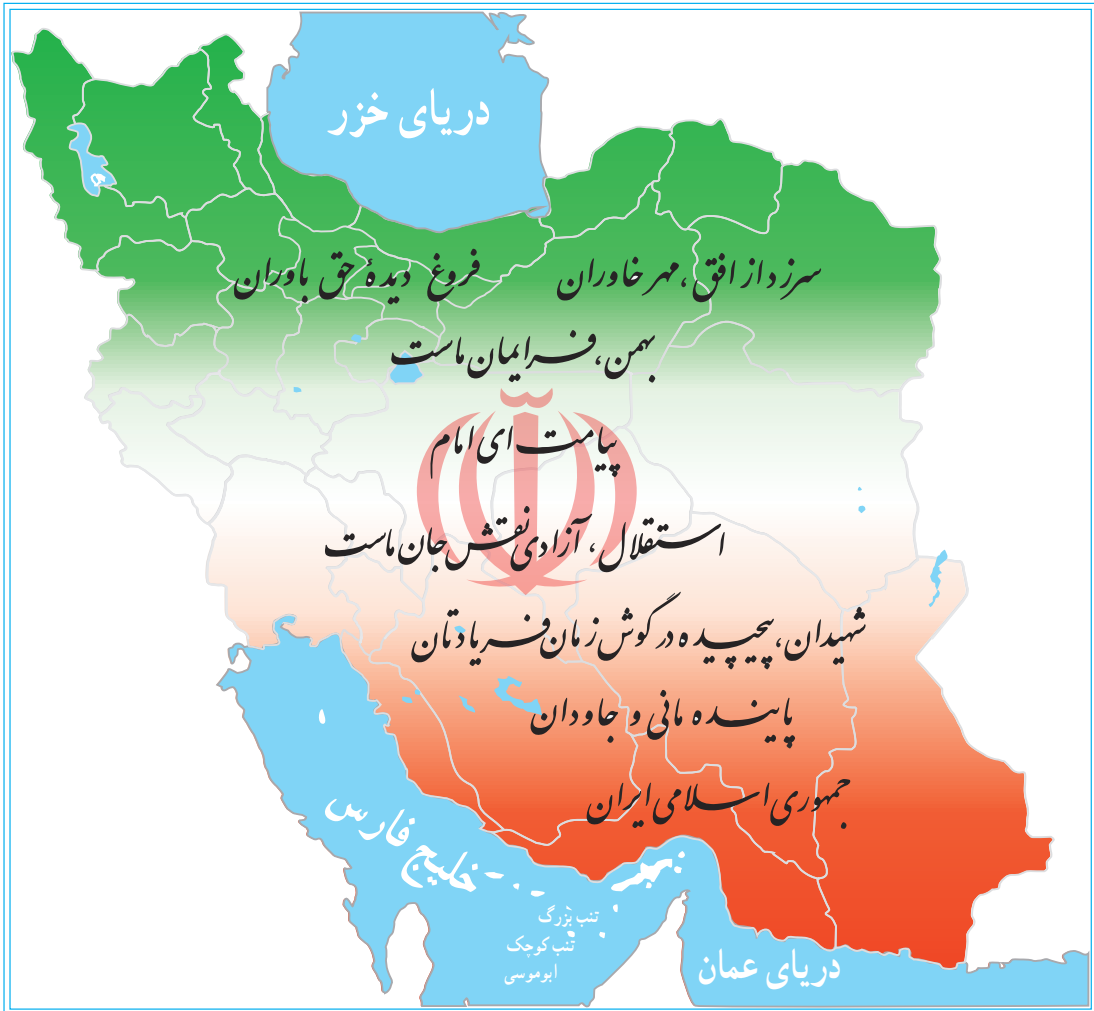 دریای خزر
سرزد از افق، مهر خاوران فروغ دیدهٔ حق باوران
بهمن، فر ایمان ماست
پیامت ای امام
استقلال، آزادی نقش جان ماست
شهیدان، پیچیده در گوش زمان فریادتان
پاینده مانی و جاودان
جمهوری اسلامی ایران
خلیج فارس
تنب بزرگ
تنب کوچک
ابوموسی
دریای عمان